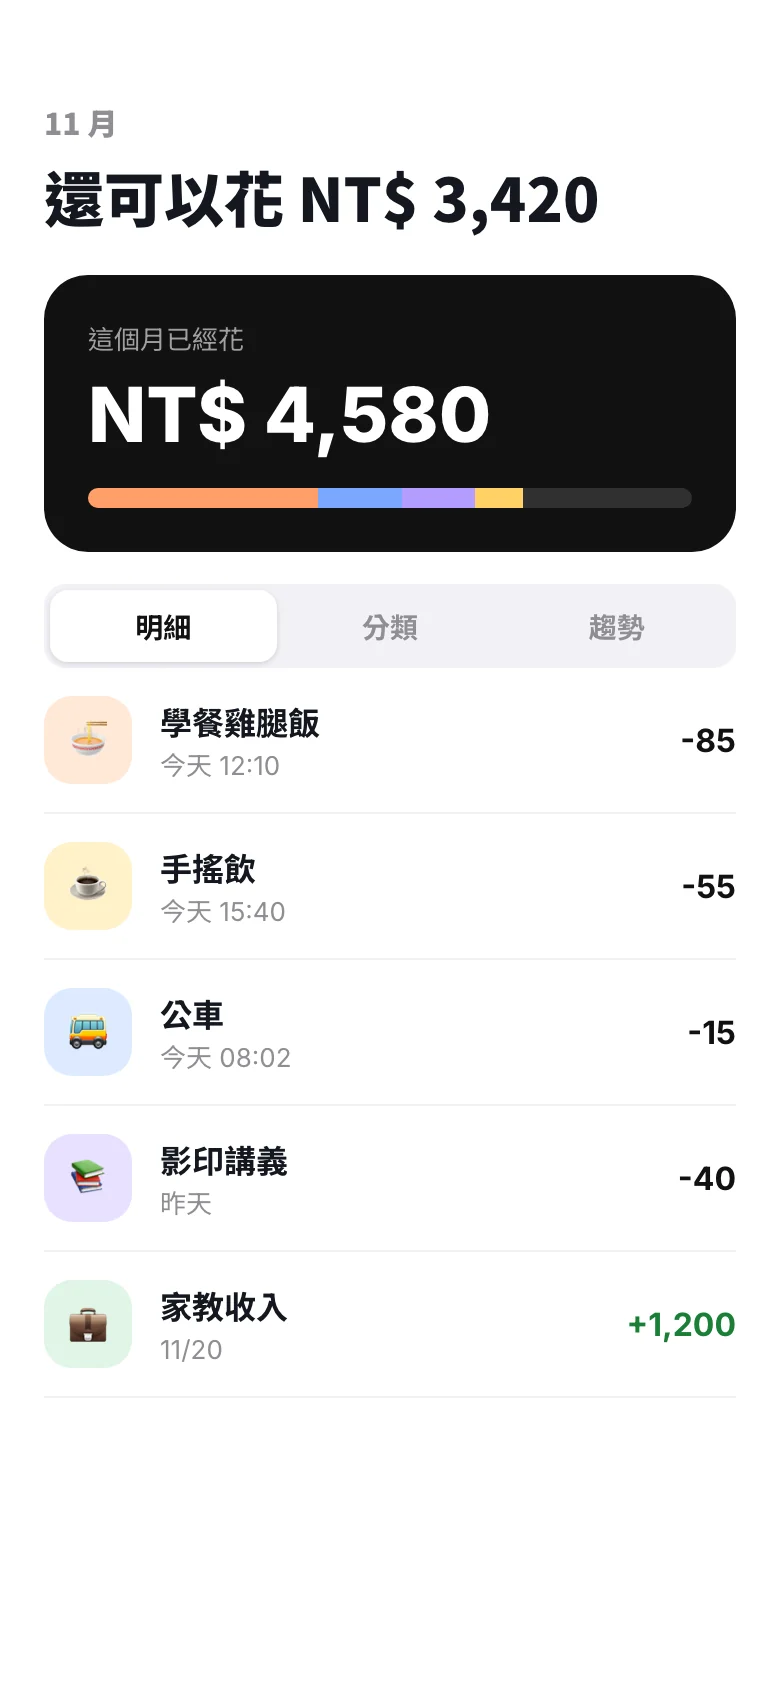 11 月
還可以花 NT$ 3,420
這個月已經花
NT$ 4,580
明細 分類 趨勢
學餐雞腿飯
今天 12:10
-85
手搖飲
今天 15:40
-55
公車
今天 08:02
-15
影印講義
昨天
-40
家教收入
11/20
+1,200